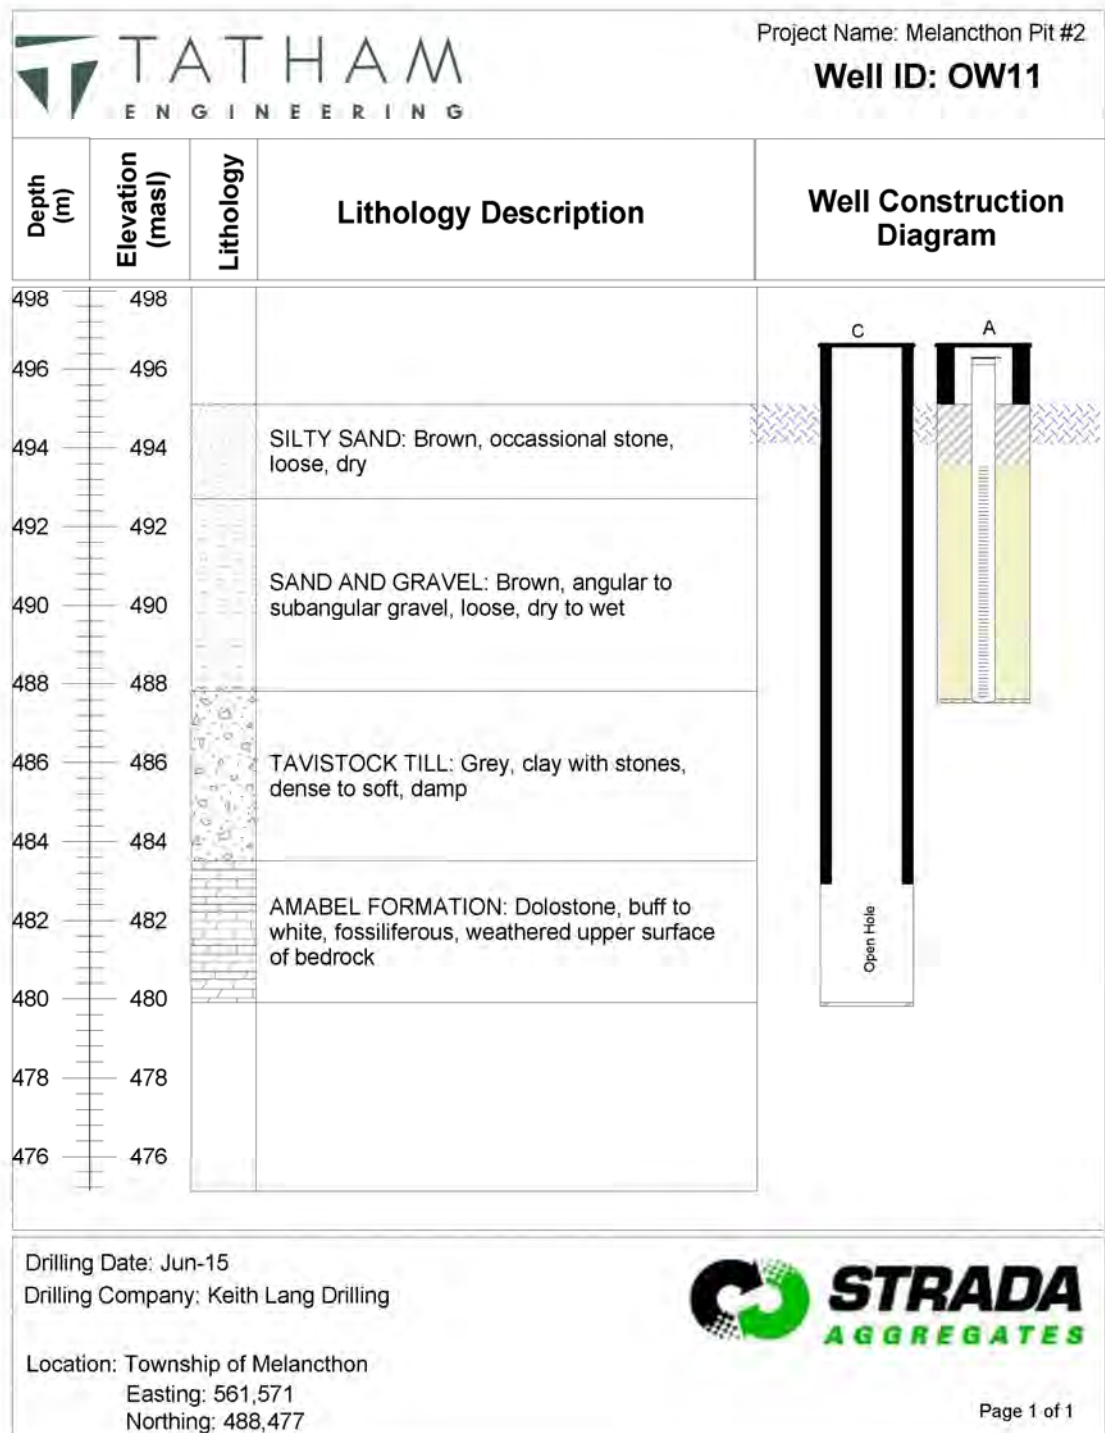 TATHAM
ENGINEERING
Project Name: Melancthon Pit #2
Well ID: OW11
Depth
(m)
Elevation
(masl)
Lithology
Lithology Description
Well Construction
Diagram
498 498
C A
496 496
494 494
SILTY SAND: Brown, occassional stone,
loose, dry
492 492
SAND AND GRAVEL: Brown, angular to
subangular gravel, loose, dry to wet
490 490
488 488
486 486
TAVISTOCK TILL: Grey, clay with stones,
dense to soft, damp
484 484
AMABEL FORMATION: Dolostone, buff to
white, fossiliferous, weathered upper surface
of bedrock
482 482
Open Hole
480 480
478 478
476 476
Drilling Date: Jun-15
Drilling Company: Keith Lang Drilling
Location: Township of Melancthon
Easting: 561,571
Northing: 488,477
STRADA
AGGREGATES
Page 1 of 1